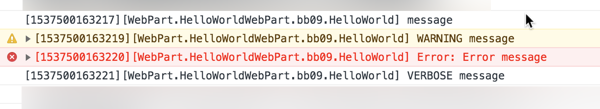 [1537500163217][WebPart.HelloWorldWebPart.bb09.HelloWorld] message
[1537500163219][WebPart.HelloWorldWebPart.bb09.HelloWorld] WARNING message
[1537500163220][WebPart.HelloWorldWebPart.bb09.HelloWorld] Error: Error message
[1537500163221][WebPart.HelloWorldWebPart.bb09.HelloWorld] VERBOSE message